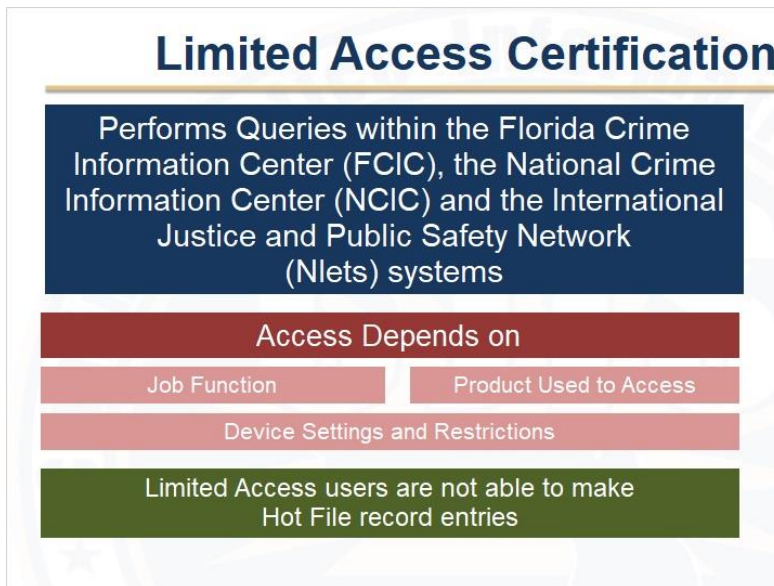 Limited Access Certification
Performs Queries within the Florida Crime
Information Center (FCIC), the National Crime
Information Center (NCIC) and the International
Justice and Public Safety Network
(Nlets) systems
Access Depends on
Job Function
Product Used to Access
Device Settings and Restrictions
Limited Access users are not able to make
Hot File record entries